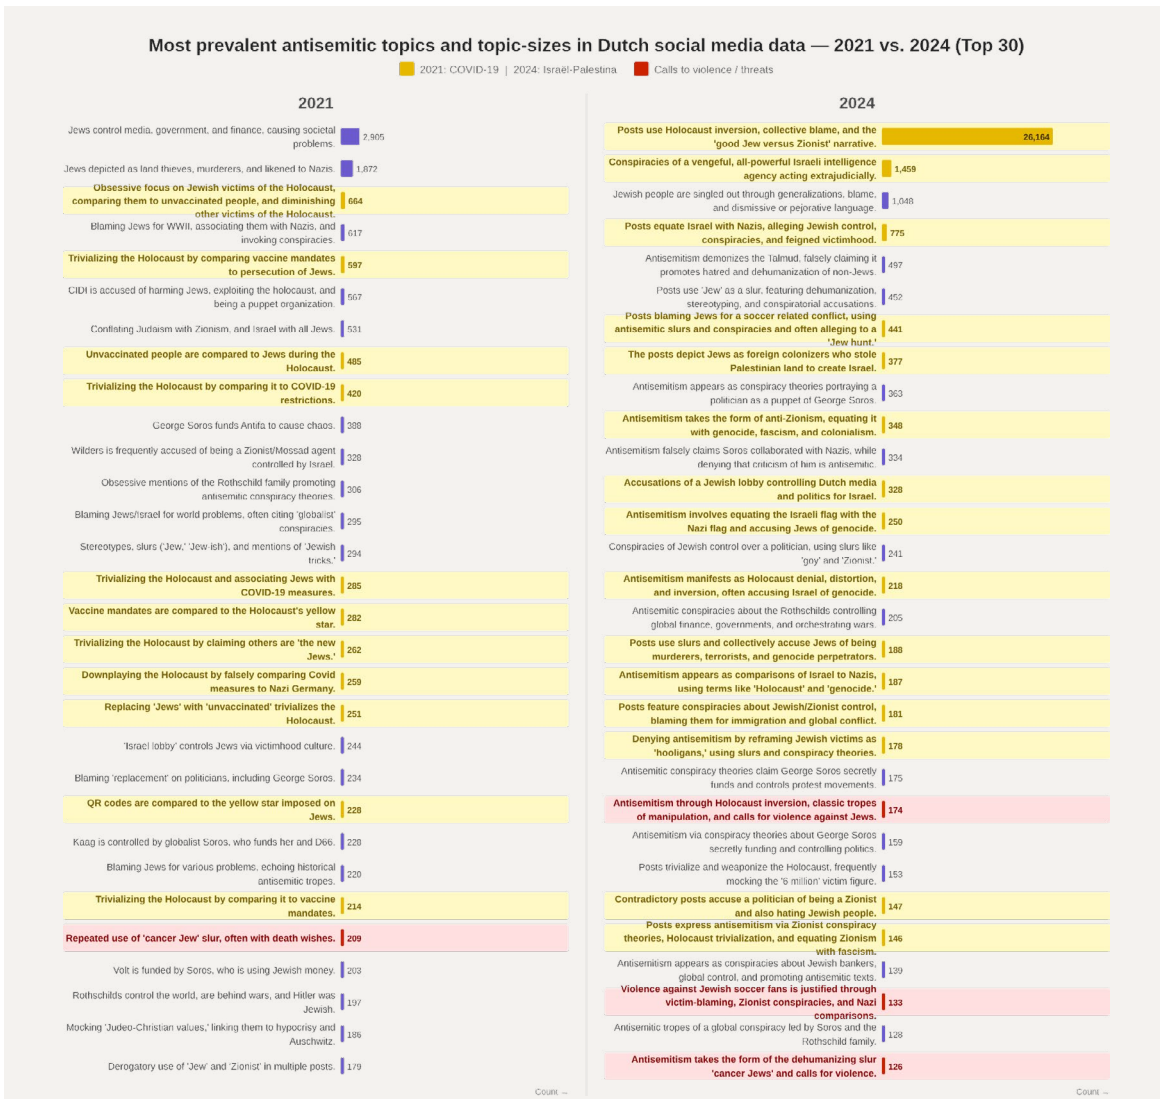 Most prevalent antisemitic topics and topic-sizes in Dutch social media data — 2021 vs. 2024 (Top 30)
2021: COVID-19 | 2024: Israël-Palestina
Calls to violence / threats
2021
Jews control media, government, and finance, causing societal
problems.
2,905
Jews depicted as land thieves, murderers, and likened to Nazis.
1,872
Obsessive focus on Jewish victims of the Holocaust,
comparing them to unvaccinated people, and diminishing
other victims of the Holocaust.
664
Blaming Jews for WWII, associating them with Nazis, and
invoking conspiracies.
617
Trivializing the Holocaust by comparing vaccine mandates
to persecution of Jews.
597
CIDI is accused of harming Jews, exploiting the holocaust, and
being a puppet organization.
567
Conflating Judaism with Zionism, and Israel with all Jews.
531
Unvaccinated people are compared to Jews during the
Holocaust.
485
Trivializing the Holocaust by comparing it to COVID-19
restrictions.
420
George Soros funds Antifa to cause chaos.
388
Wilders is frequently accused of being a Zionist/Mossad agent
controlled by Israel.
328
Obsessive mentions of the Rothschild family promoting
antisemitic conspiracy theories.
306
Blaming Jews/Israel for world problems, often citing 'globalist'
conspiracies.
295
Stereotypes, slurs ('Jew,' 'Jew-ish'), and mentions of 'Jewish
tricks.'
294
Trivializing the Holocaust and associating Jews with
COVID-19 measures.
285
Vaccine mandates are compared to the Holocaust's yellow
star.
282
Trivializing the Holocaust by claiming others are 'the new
Jews.'
262
Downplaying the Holocaust by falsely comparing Covid
measures to Nazi Germany.
259
Replacing 'Jews' with 'unvaccinated' trivializes the
Holocaust.
251
'Israel lobby' controls Jews via victimhood culture.
244
Blaming 'replacement' on politicians, including George Soros.
234
QR codes are compared to the yellow star imposed on
Jews.
228
Kaag is controlled by globalist Soros, who funds her and D66.
228
Blaming Jews for various problems, echoing historical
antisemitic tropes.
220
Trivializing the Holocaust by comparing it to vaccine
mandates.
214
Repeated use of 'cancer Jew' slur, often with death wishes.
209
Volt is funded by Soros, who is using Jewish money.
203
Rothschilds control the world, are behind wars, and Hitler was
Jewish.
197
Mocking 'Judeo-Christian values,' linking them to hypocrisy and
Auschwitz.
186
Derogatory use of 'Jew' and 'Zionist' in multiple posts.
179
Count →
2024
Posts use Holocaust inversion, collective blame, and the
'good Jew versus Zionist' narrative.
26,164
Conspiracies of a vengeful, all-powerful Israeli intelligence
agency acting extrajudicially.
1,459
Jewish people are singled out through generalizations, blame,
and dismissive or pejorative language.
1,048
Posts equate Israel with Nazis, alleging Jewish control,
conspiracies, and feigned victimhood.
775
Antisemitism demonizes the Talmud, falsely claiming it
promotes hatred and dehumanization of non-Jews.
497
Posts use 'Jew' as a slur, featuring dehumanization,
stereotyping, and conspiratorial accusations.
452
Posts blaming Jews for a soccer related conflict, using
antisemitic slurs and conspiracies and often alleging to a
'Jew hunt.'
441
The posts depict Jews as foreign colonizers who stole
Palestinian land to create Israel.
377
Antisemitism appears as conspiracy theories portraying a
politician as a puppet of George Soros.
363
Antisemitism takes the form of anti-Zionism, equating it
with genocide, fascism, and colonialism.
348
Antisemitism falsely claims Soros collaborated with Nazis, while
denying that criticism of him is antisemitic.
334
Accusations of a Jewish lobby controlling Dutch media
and politics for Israel.
328
Antisemitism involves equating the Israeli flag with the
Nazi flag and accusing Jews of genocide.
250
Conspiracies of Jewish control over a politician, using slurs like
'goy' and 'Zionist.'
241
Antisemitism manifests as Holocaust denial, distortion,
and inversion, often accusing Israel of genocide.
218
Antisemitic conspiracies about the Rothschilds controlling
global finance, governments, and orchestrating wars.
205
Posts use slurs and collectively accuse Jews of being
murderers, terrorists, and genocide perpetrators.
188
Antisemitism appears as comparisons of Israel to Nazis,
using terms like 'Holocaust' and 'genocide.'
187
Posts feature conspiracies about Jewish/Zionist control,
blaming them for immigration and global conflict.
181
Denying antisemitism by reframing Jewish victims as
'hooligans,' using slurs and conspiracy theories.
178
Antisemitic conspiracy theories claim George Soros secretly
funds and controls protest movements.
175
Antisemitism through Holocaust inversion, classic tropes
of manipulation, and calls for violence against Jews.
174
Antisemitism via conspiracy theories about George Soros
secretly funding and controlling politics.
159
Posts trivialize and weaponize the Holocaust, frequently
mocking the '6 million' victim figure.
153
Contradictory posts accuse a politician of being a Zionist
and also hating Jewish people.
147
Posts express antisemitism via Zionist conspiracy
theories, Holocaust trivialization, and equating Zionism
with fascism.
146
Antisemitism appears as conspiracies about Jewish bankers,
global control, and promoting antisemitic texts.
139
Violence against Jewish soccer fans is justified through
victim-blaming, Zionist conspiracies, and Nazi
comparisons.
133
Antisemitic tropes of a global conspiracy led by Soros and the
Rothschild family.
128
Antisemitism takes the form of the dehumanizing slur
'cancer Jews' and calls for violence.
126
Count →